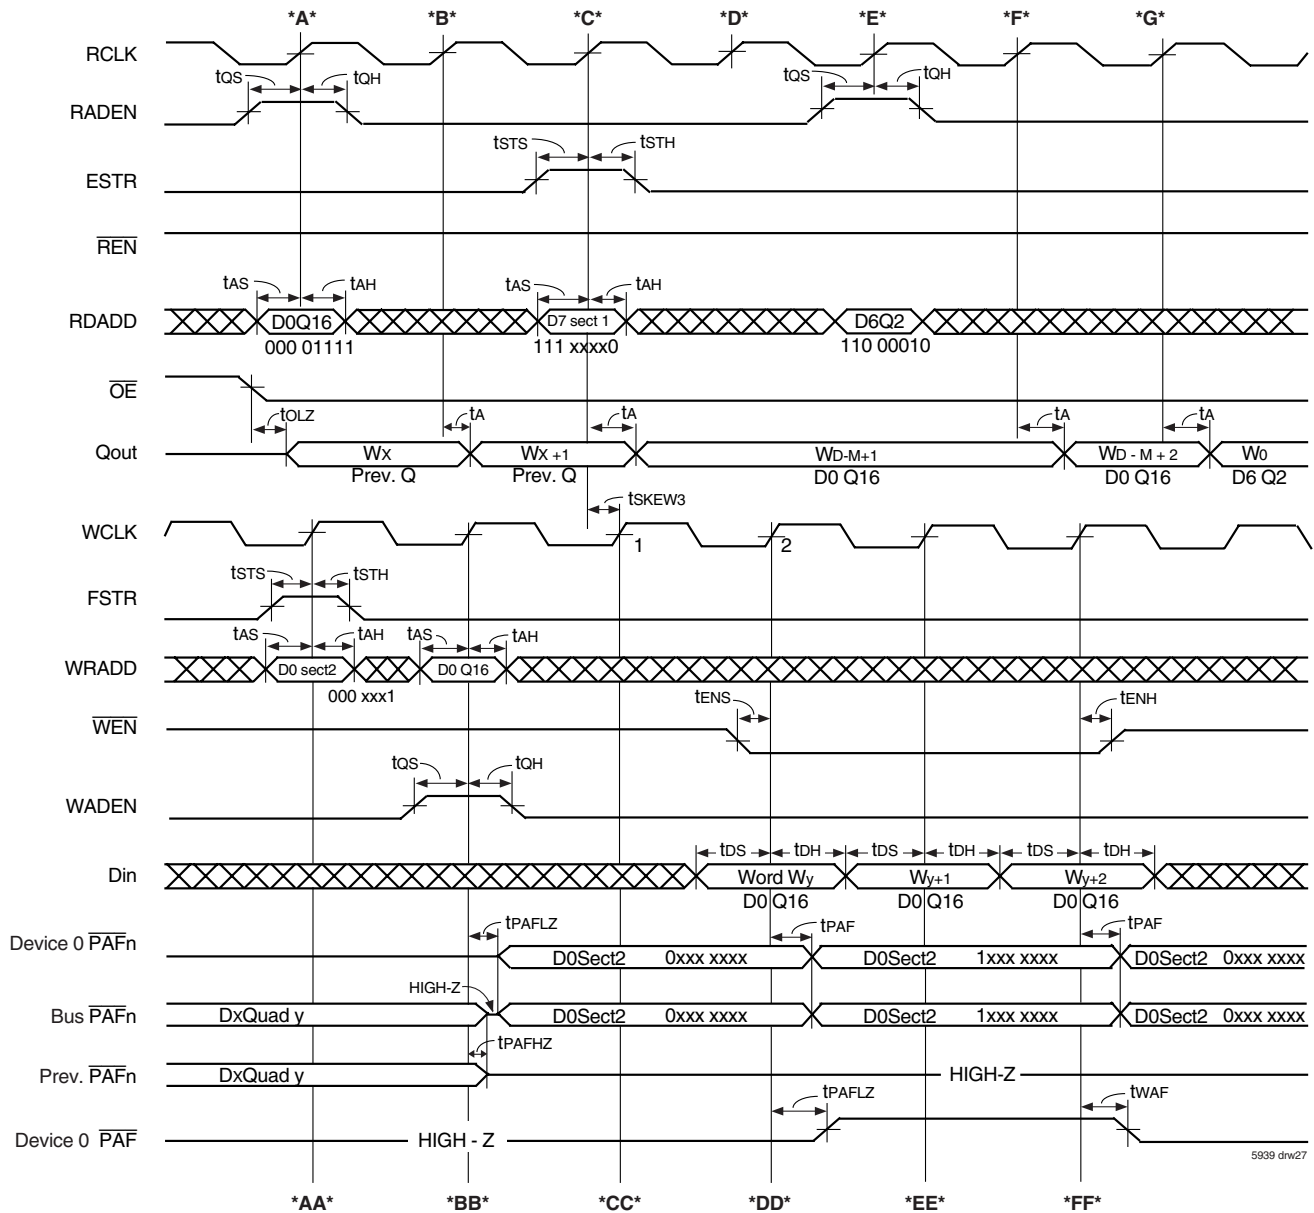 *A* *B* *C* *D* *E* *F* *G*
RCLK
tQS tQH tQS tQH
RADEN
tSTS tSTH
ESTR
REN
tAS tAH tAS tAH
RDADD D0Q16 D7 sect 1 D6Q2
000 01111 111 xxxx0 110 00010
OE
tOLZ tA tA tA tA
Qout WX WX +1 WD-M+1 WD - M + 2 W0
Prev. Q Prev. Q D0 Q16 D0 Q16 D6 Q2
tSKEW3
WCLK 1 2
tSTS tSTH
FSTR
tAS tAH tAS tAH
WRADD D0 sect2 D0 Q16
000 xxx1
tENS tENH
WEN
tQS tQH
WADEN
tDS tDH tDS tDH tDS tDH
Din Word Wy Wy+1 Wy+2
D0 Q16 D0 Q16 D0 Q16
tPAFLZ tPAF tPAF
Device 0 PAFn D0Sect2 0xxx xxxx D0Sect2 1xxx xxxx D0Sect2 0xxx xxxx
HIGH-Z
Bus PAFn DxQuad y D0Sect2 0xxx xxxx D0Sect2 1xxx xxxx D0Sect2 0xxx xxxx
tPAFHZ
Prev. PAFn DxQuad y HIGH-Z
tPAFLZ tWAF
Device 0 PAF HIGH - Z
5939 drw27
*AA* *BB* *CC* *DD* *EE* *FF*